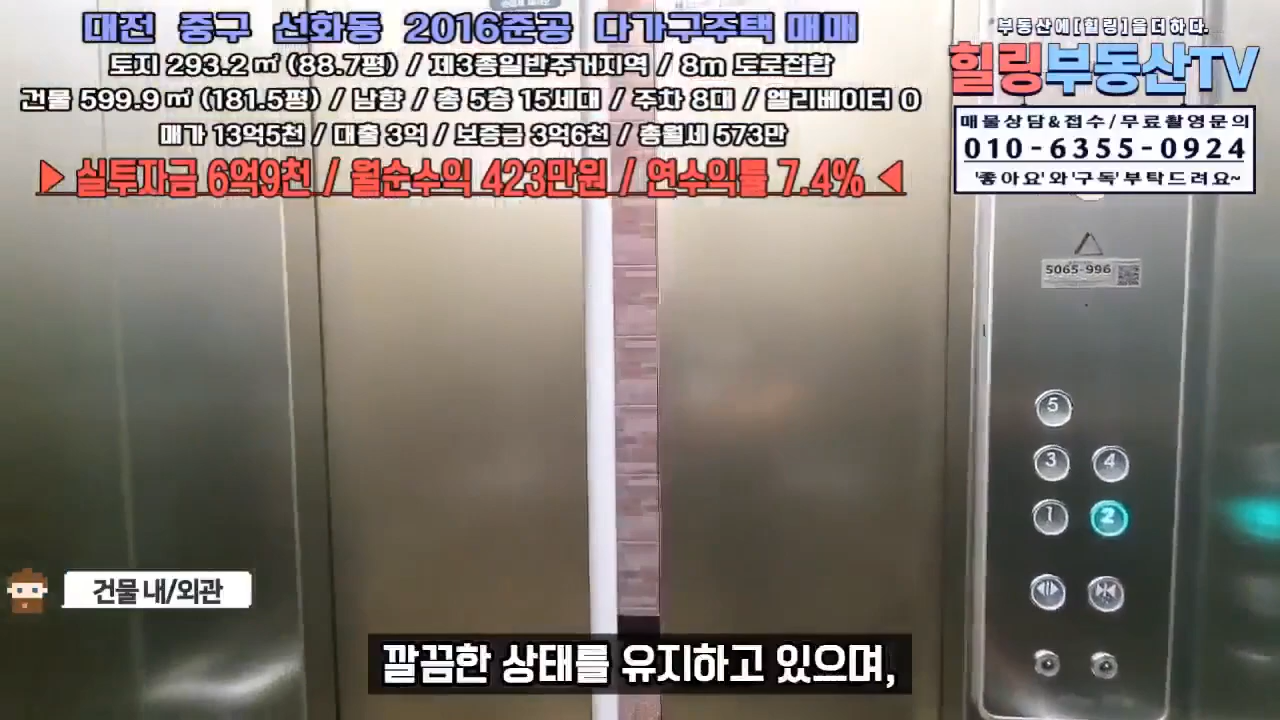 대전 중구 선화동 2016준공 다가구주택 매매
토지 293.2㎡ (88.7평) / 제3종일반주거지역 / 8m 도로접합
건물 599.9㎡ (181.5평) / 남향 / 총 5층 15세대 / 주차 8대 / 엘리베이터 O
매가 13억5천 / 대출 3억 / 보증금 3억6천 / 총월세 573만
▶ 실투자금 6억9천 / 월순수익 423만원 / 연수익률 7.4% ◀
부동산에[힐링]을더하다.
힐링부동산TV
매물상담&접수/무료촬영문의
010-6355-0924
'좋아요'와'구독'부탁드려요~
5065-996
5
3 4
1 2
건물 내/외관
깔끔한 상태를 유지하고 있으며,